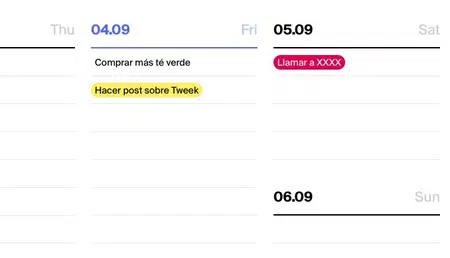 Thu
04.09 Fri
Comprar más té verde
Hacer post sobre Tweek
05.09 Sat
Llamar a XXXX
06.09 Sun